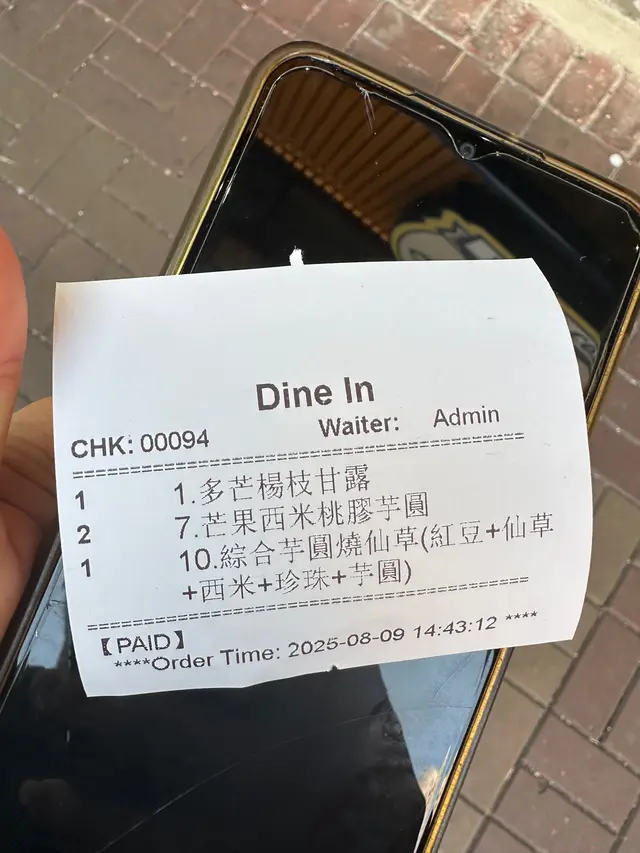 Dine In
CHK: 00094 Waiter: Admin
1 1.多芒楊枝甘露
2 7.芒果西米桃膠芋圓
1 10.綜合芋圓燒仙草(紅豆+仙草
+西米+珍珠+芋圓)
【PAID】
****Order Time: 2025-08-09 14:43:12 ****